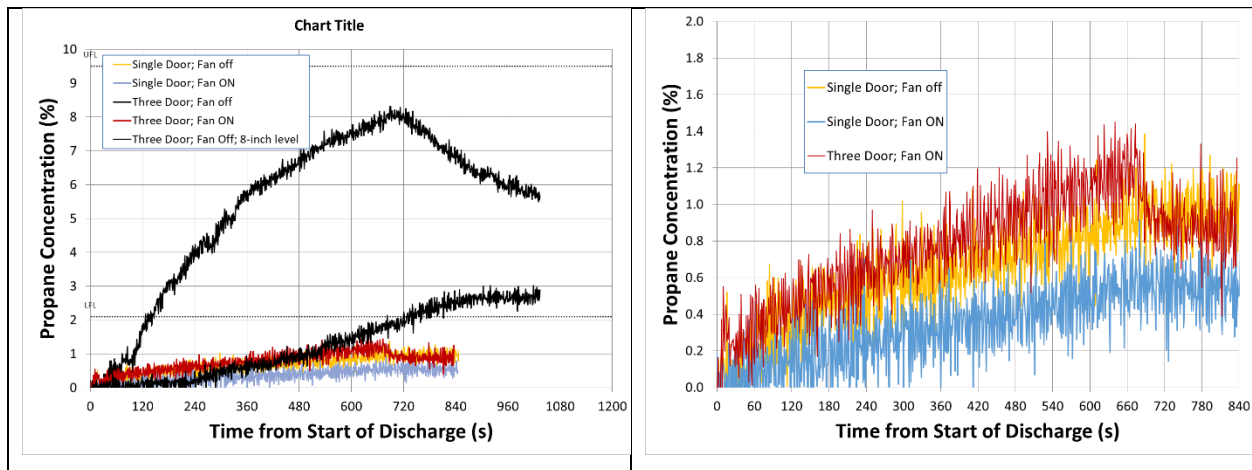 Chart Title
Propane Concentration (%)
10
9
8
7
6
5
4
3
2
1
0
UFL
LFL
Single Door; Fan off
Single Door; Fan ON
Three Door; Fan off
Three Door; Fan ON
Three Door; Fan Off; 8-inch level
0 120 240 360 480 600 720 840 960 1080 1200
Time from Start of Discharge (s)
Propane Concentration (%)
2.0
1.8
1.6
1.4
1.2
1.0
0.8
0.6
0.4
0.2
0.0
Single Door; Fan off
Single Door; Fan ON
Three Door; Fan ON
0 60 120 180 240 300 360 420 480 540 600 660 720 780 840
Time from Start of Discharge (s)